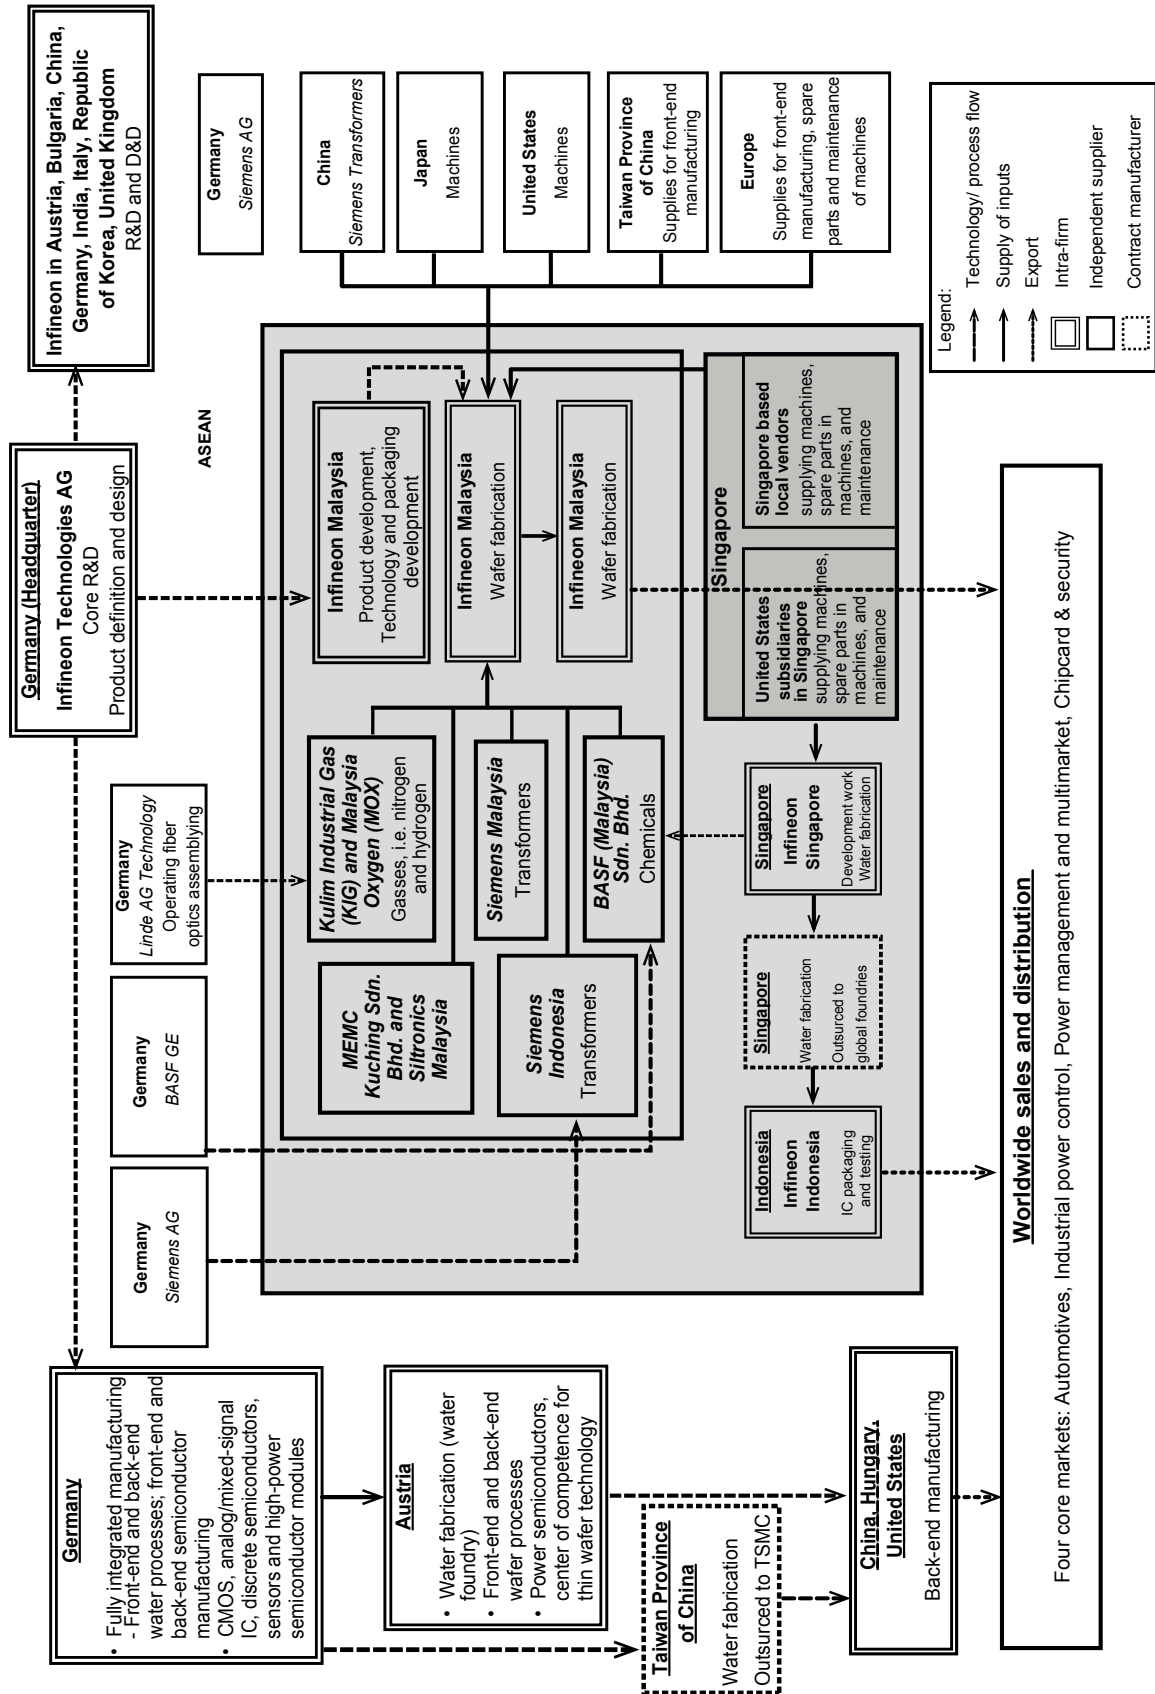 Germany (Headquarter)
Infineon Technologies AG
Core R&D
Product definition and design
Infineon in Austria, Bulgaria, China,
Germany, India, Italy, Republic
of Korea, United Kingdom
R&D and D&D
Germany
• Fully integrated manufacturing
- Front-end and back-end
water processes; front-end and
back-end semiconductor
manufacturing
• CMOS, analog/mixed-signal
IC, discrete semiconductors,
sensors and high-power
semiconductor modules
Germany
Siemens AG
Germany
BASF GE
Germany
Linde AG Technology
Operating fiber
optics assembling
ASEAN
Germany
Siemens AG
China
Siemens Transformers
Japan
Machines
United States
Machines
Taiwan Province
of China
Supplies for front-end
manufacturing
Europe
Supplies for front-end
manufacturing, spare
parts and maintenance
of machines
Austria
• Water fabrication (water
foundry)
• Front-end and back-end
wafer processes
• Power semiconductors,
center of competence for
thin wafer technology
Taiwan Province
of China
Water fabrication
Outsurced to TSMC
China, Hungary,
United States
Back-end manufacturing
MEMC
Kuching Sdn.
Bhd. and
Siltronics
Malaysia
Kulim Industrial Gas
(KIG) and Malaysia
Oxygen (MOX)
Gasses, i.e. nitrogen
and hydrogen
Siemens Malaysia
Transformers
Siemens
Indonesia
Transformers
BASF (Malaysia)
Sdn. Bhd.
Chemicals
Infineon Malaysia
Product development,
Technology and packaging
development
Infineon Malaysia
Wafer fabrication
Infineon Malaysia
Wafer fabrication
Singapore
United States
subsidiaries
in Singapore
supplying machines,
spare parts in
machines, and
maintenance
Singapore based
local vendors
supplying machines,
spare parts in
machines, and
maintenance
Indonesia
Infineon
Indonesia
IC packaging
and testing
Singapore
Water fabrication
Outsurced to
global foundries
Singapore
Infineon
Singapore
Development work
Water fabrication
Legend:
Technology/ process flow
Supply of inputs
Export
Intra-firm
Independent supplier
Contract manufacturer
Worldwide sales and distribution
Four core markets: Automotives, Industrial power control, Power management and multimarket, Chipcard & security